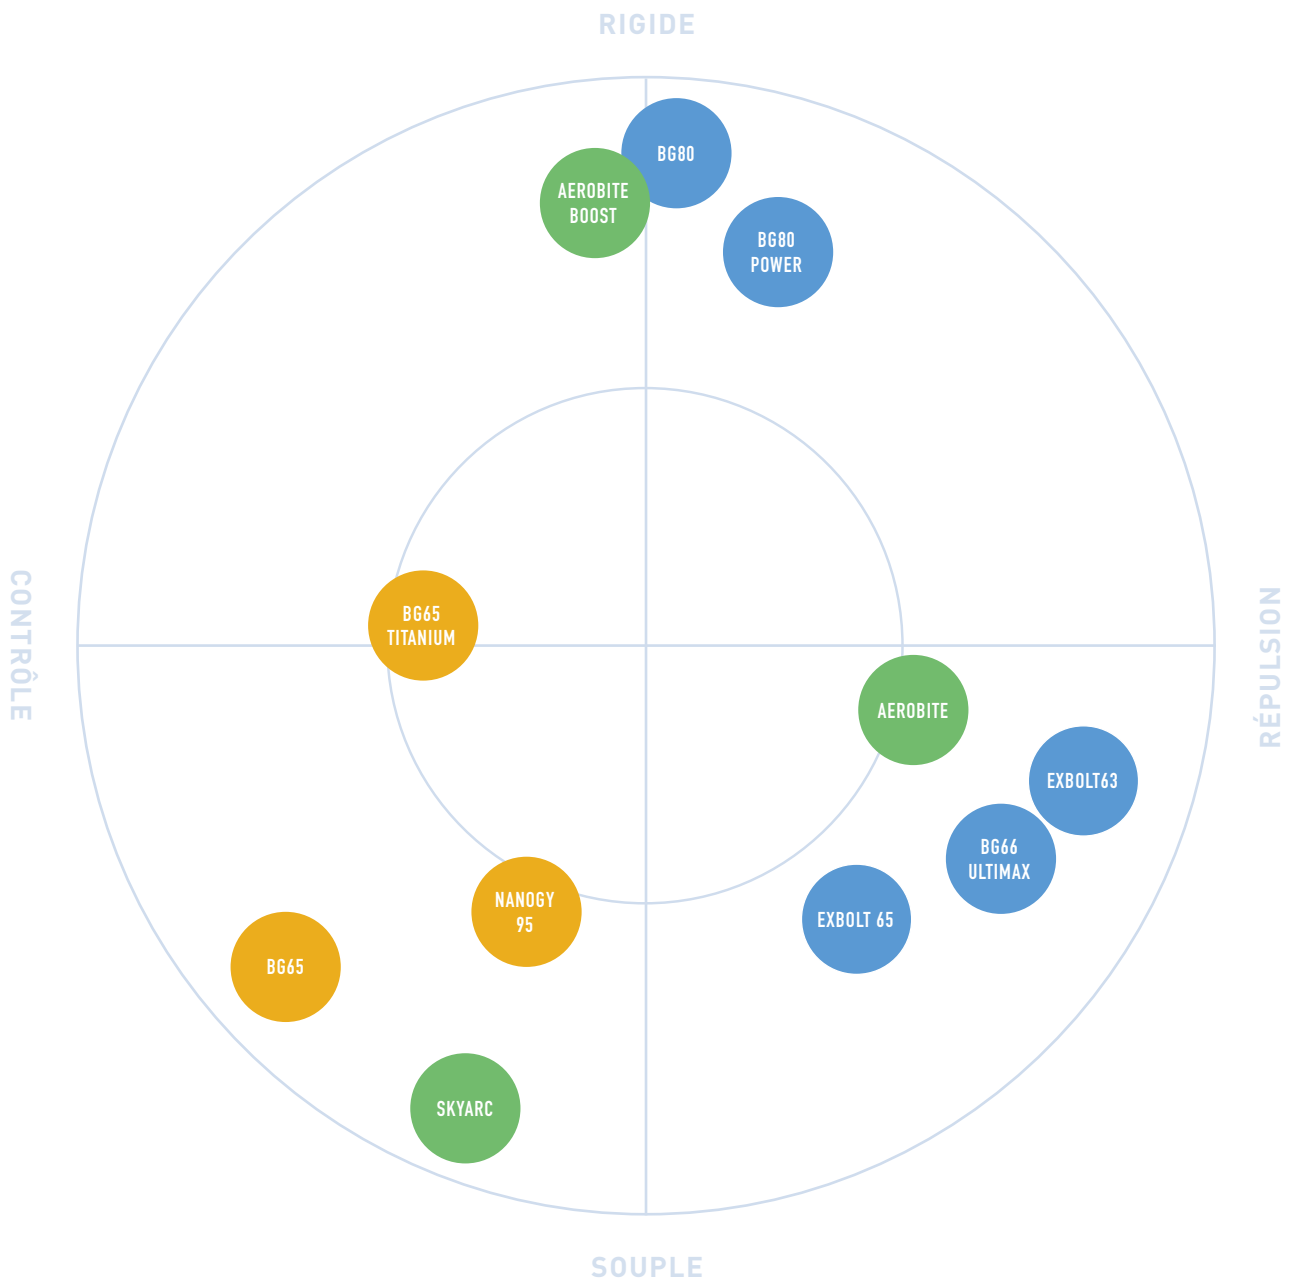 RIGIDE
BG80
AEROBITE
BOOST
BG80
POWER
CONTRÔLE
RÉPULSION
BG65
TITANIUM
AEROBITE
EXBOLT63
BG66
ULTIMAX
NANOGY
95
EXBOLT 65
BG65
SKYARC
SOUPLE